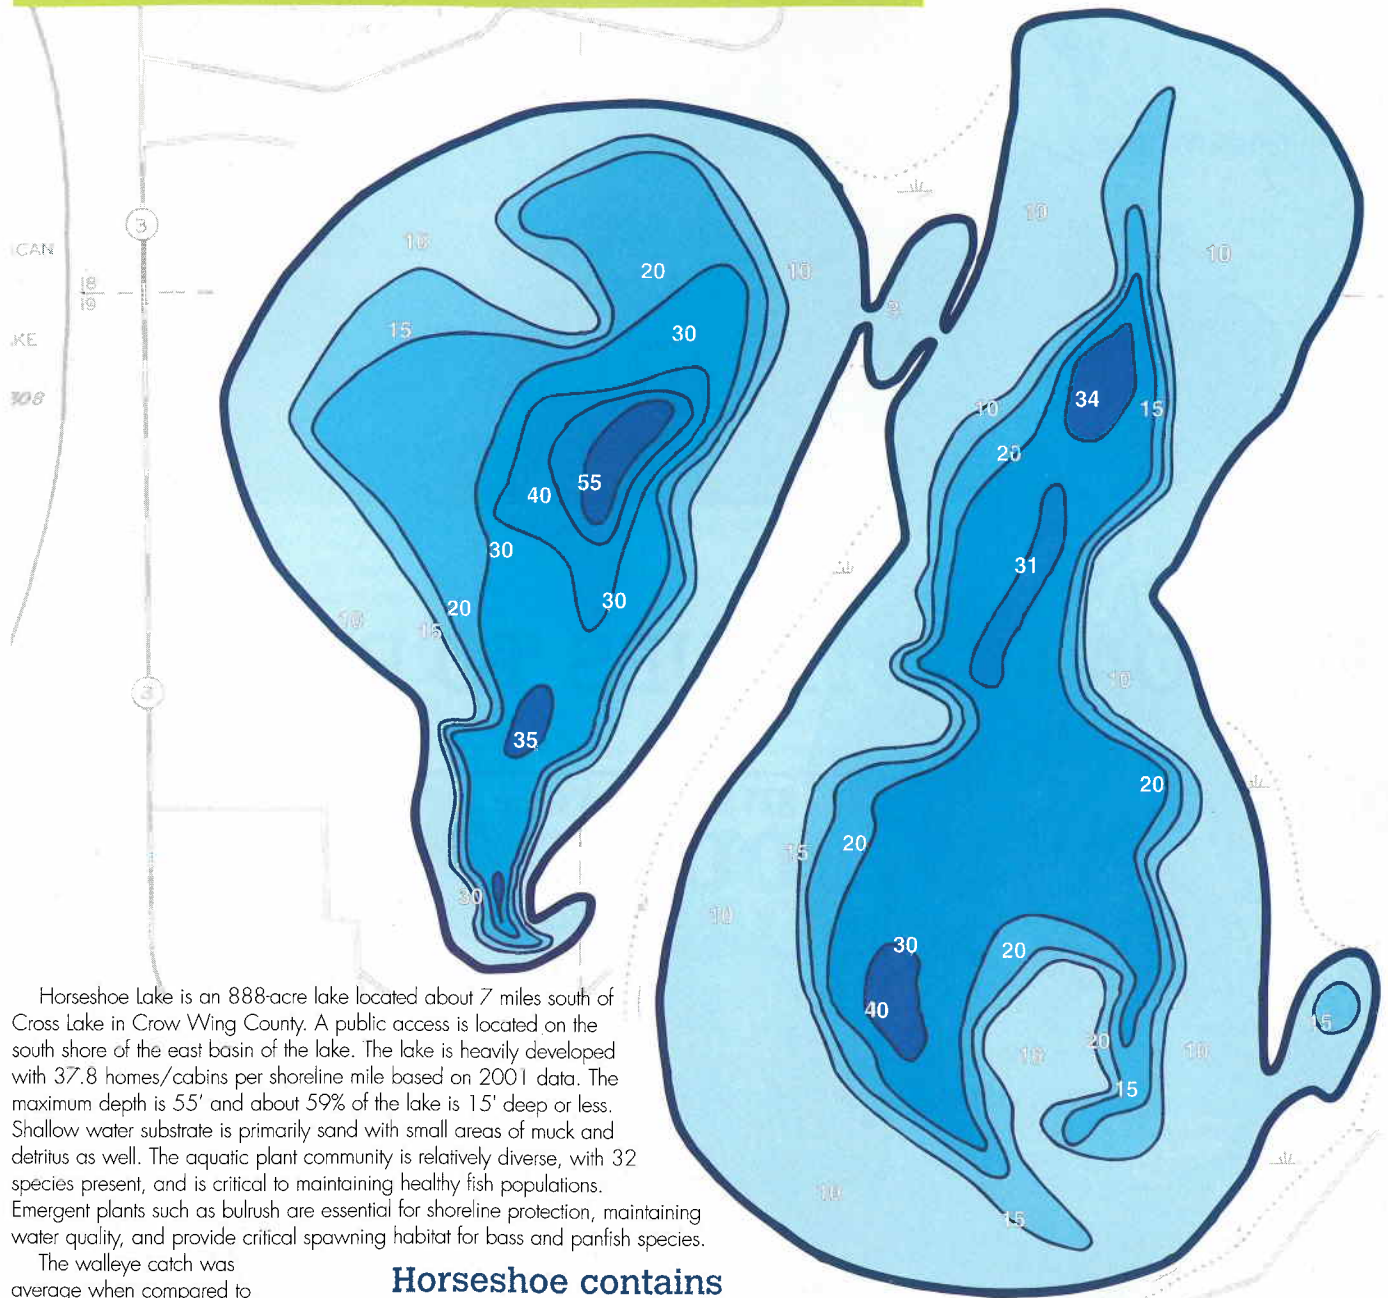 10
20
10
15
30
55
40
30
30
20
15
10
35
30
3
3
3
18
19
CAN
KE
308
10
10
34
10
15
20
31
10
20
20
15
10
30
20
40
10
20
10
15
15
10
15
Horseshoe Lake is an 888-acre lake located about 7 miles south of
Cross Lake in Crow Wing County. A public access is located on the
south shore of the east basin of the lake. The lake is heavily developed
with 37.8 homes/cabins per shoreline mile based on 2001 data. The
maximum depth is 55' and about 59% of the lake is 15' deep or less.
Shallow water substrate is primarily sand with small areas of muck and
detritus as well. The aquatic plant community is relatively diverse, with 32
species present, and is critical to maintaining healthy fish populations.
Emergent plants such as bulrush are essential for shoreline protection, maintaining
water quality, and provide critical spawning habitat for bass and panfish species.
The walleye catch was
average when compared to
Horseshoe contains